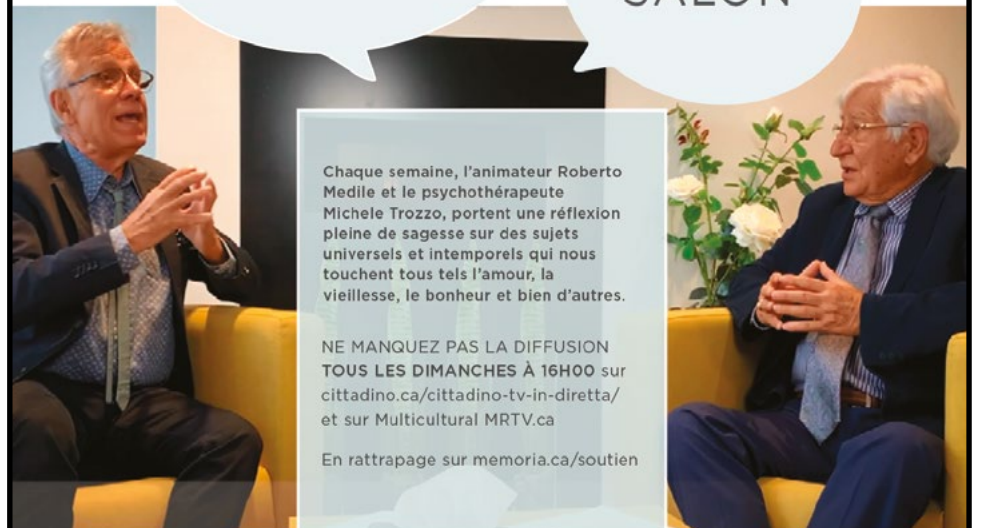 SALON
Chaque semaine, l'animateur Roberto
Medile et le psychothérapeute
Michele Trozzo, portent une réflexion
pleine de sagesse sur des sujets
universels et intemporels qui nous
touchent tous tels l'amour, la
vieillesse, le bonheur et bien d'autres.
NE MANQUEZ PAS LA DIFFUSION
TOUS LES DIMANCHES À 16H00 sur
cittadino.ca/cittadino-tv-in-diretta/
et sur Multicultural MRTV.ca
En rattrapage sur memoria.ca/soutien